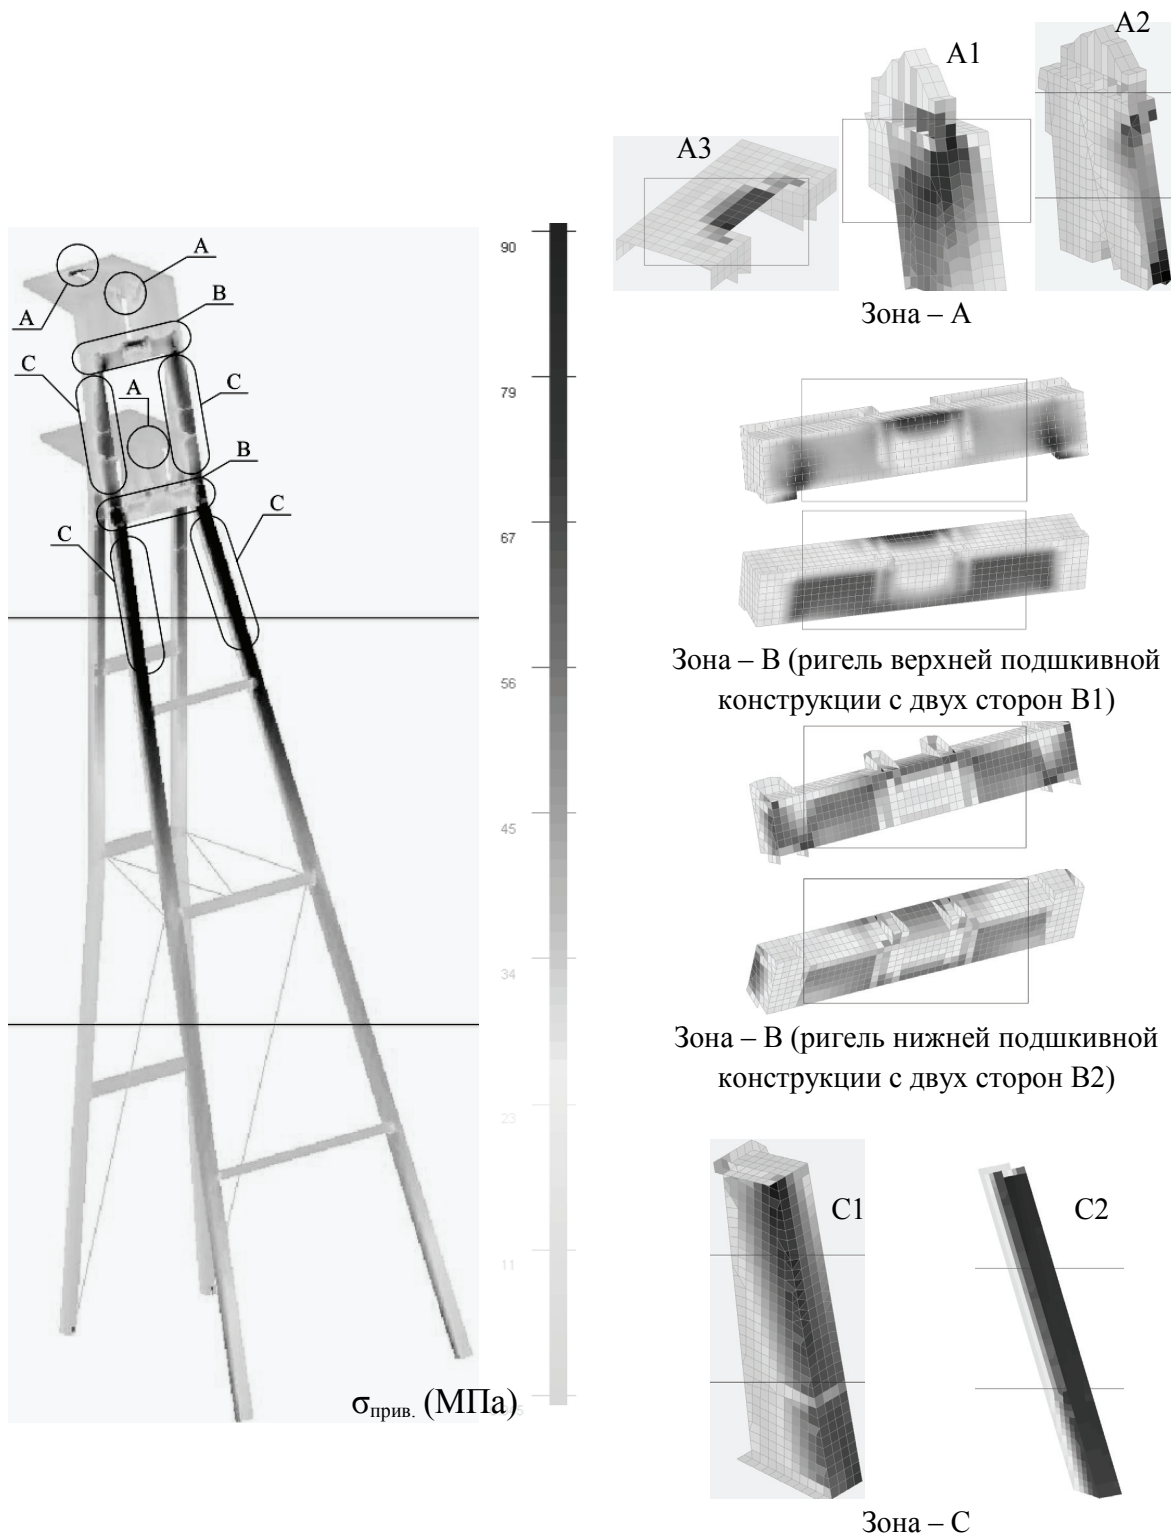 A1
A2
A3
Зона – А
A
A
A
B
C
C
A
B
C
C
90
79
67
56
45
34
23
11
σприв. (МПа)
Зона – В (ригель верхней подшкивной
конструкции с двух сторон В1)
Зона – В (ригель нижней подшкивной
конструкции с двух сторон В2)
C1
C2
Зона – С